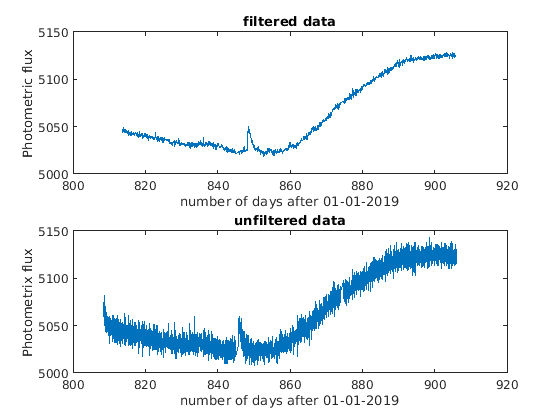 filtered data
Photometric flux
5150
5100
5050
5000
800 820 840 860 880 900 920
number of days after 01-01-2019
unfiltered data
Photometrix flux
5150
5100
5050
5000
800 820 840 860 880 900 920
number of days after 01-01-2019